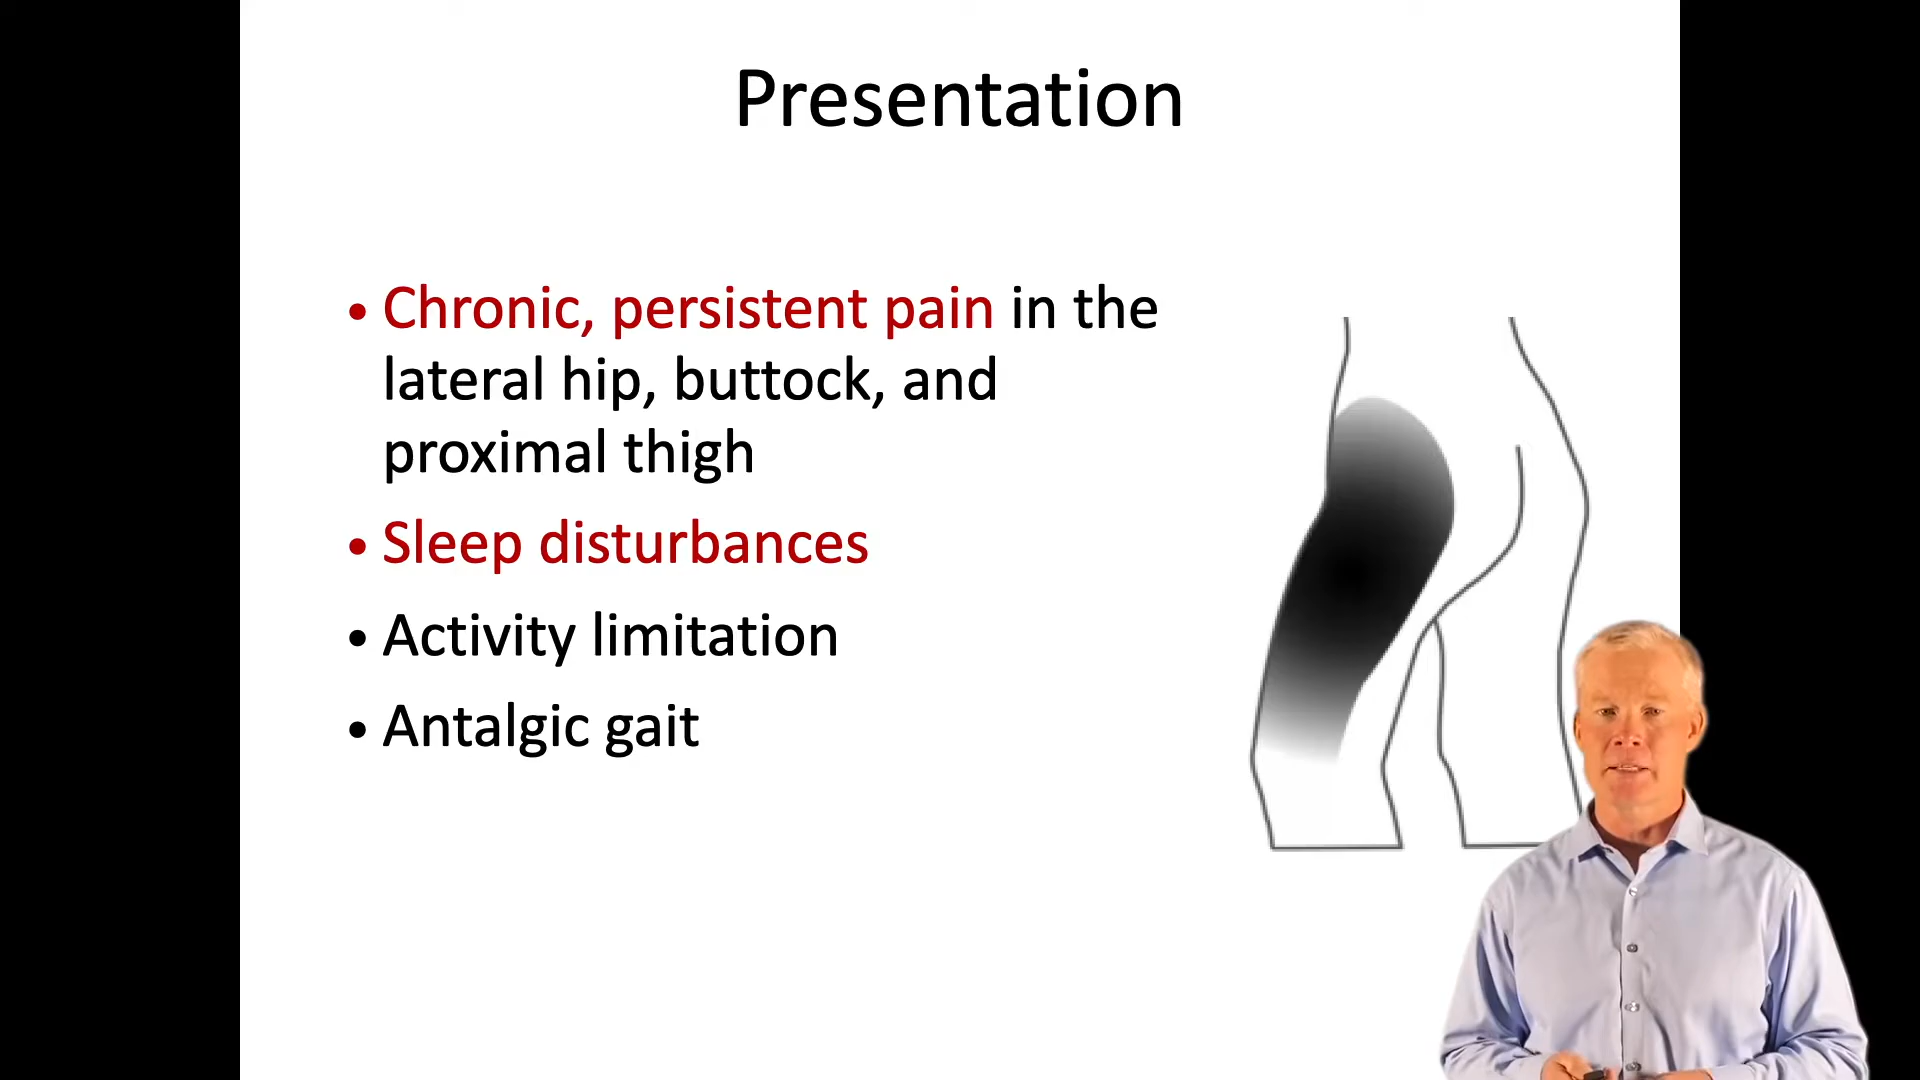 Presentation
• Chronic, persistent pain in the
lateral hip, buttock, and
proximal thigh
• Sleep disturbances
• Activity limitation
• Antalgic gait